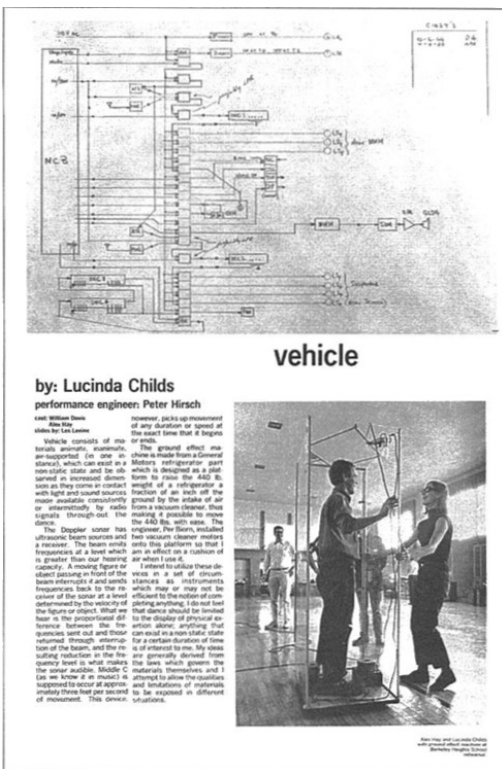 vehicle
by: Lucinda Childs
performance engineer: Peter Hirsch
cast: William Davis
Alex Hay
slides by: Les Levine
Vehicle consists of ma-
terials animate, inanimate,
air-supported (in one in-
stance), which can exist in a
non-static state and be ob-
served in increased dimen-
sion as they come in contact
with light and sound sources
made available consistently
or intermittently by radio
signals through-out the
dance.
The Doppler sonar has
ultrasonic beam sources and
a receiver. The beam emits
frequencies at a level which
is greater than our hearing
capacity. A moving figure or
object passing in front of the
beam interrupts it and sends
frequencies back to the re-
ceiver of the sonar at a level
determined by the velocity of
the figure or object. What we
hear is the proportional dif-
ference between the fre-
quencies sent out and those
returned through interrup-
tion of the beam, and the re-
sulting reduction in the fre-
quency level is what makes
the sonar audible. Middle C
(as we know it in music) is
supposed to occur at approx-
imately three feet per second
of movement. This device,
however, picks up movement
of any duration or speed at
the exact time that it begins
or ends.
The ground effect ma-
chine is made from a General
Motors refrigerator part
which is designed as a plat-
form to raise the 440 lb.
weight of a refrigerator a
fraction of an inch off the
ground by the intake of air
from a vacuum cleaner, thus
making it possible to move
the 440 lbs. with ease. The
engineer, Per Biorn, installed
two vacuum cleaner motors
onto this platform so that I
am in effect on a cushion of
air when I use it.
I intend to utilize these de-
vices in a set of circum-
stances as instruments
which may or may not be
efficient to the notion of com-
pleting anything. I do not feel
that dance should be limited
to the display of physical ex-
ertion alone; anything that
can exist in a non-static state
for a certain duration of time
is of interest to me. My ideas
are generally derived from
the laws which govern the
materials themselves and I
attempt to allow the qualities
and limitations of materials
to be exposed in different
situations.
Alex Hay and Lucinda Childs
with ground effect machine at
Berkeley Heights School
rehearsal.